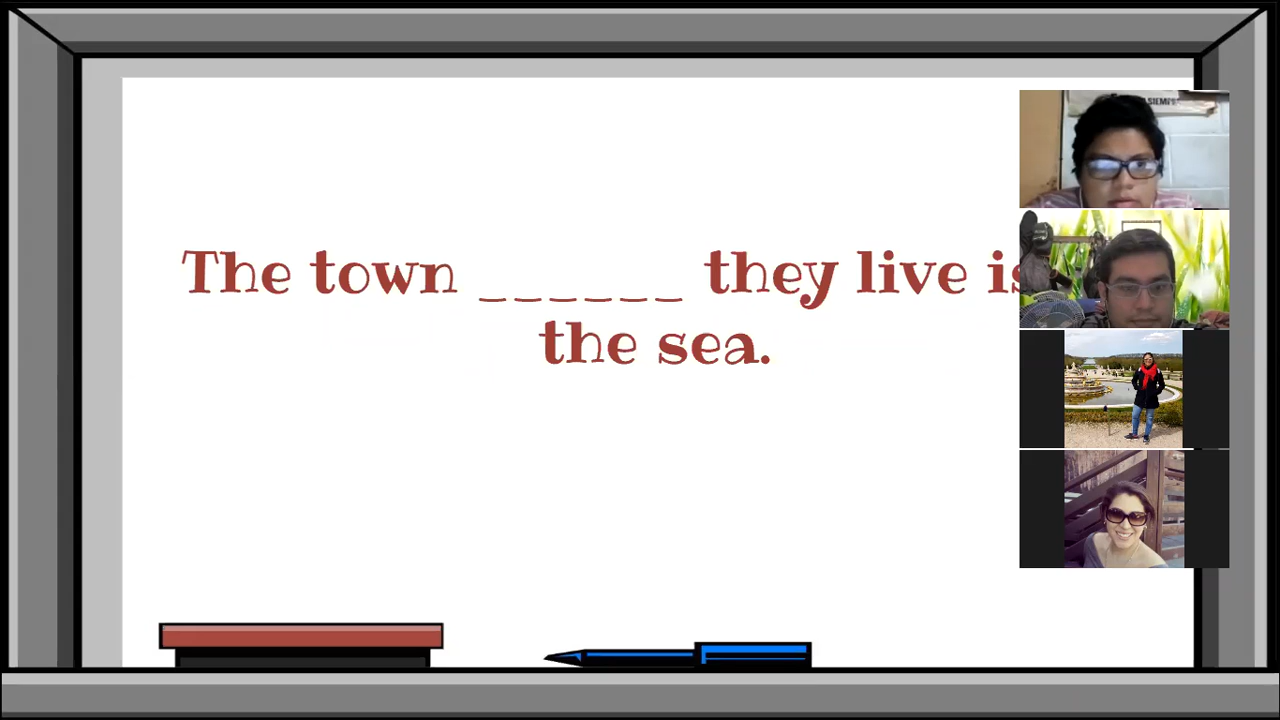 The town ______ they live is
the sea.